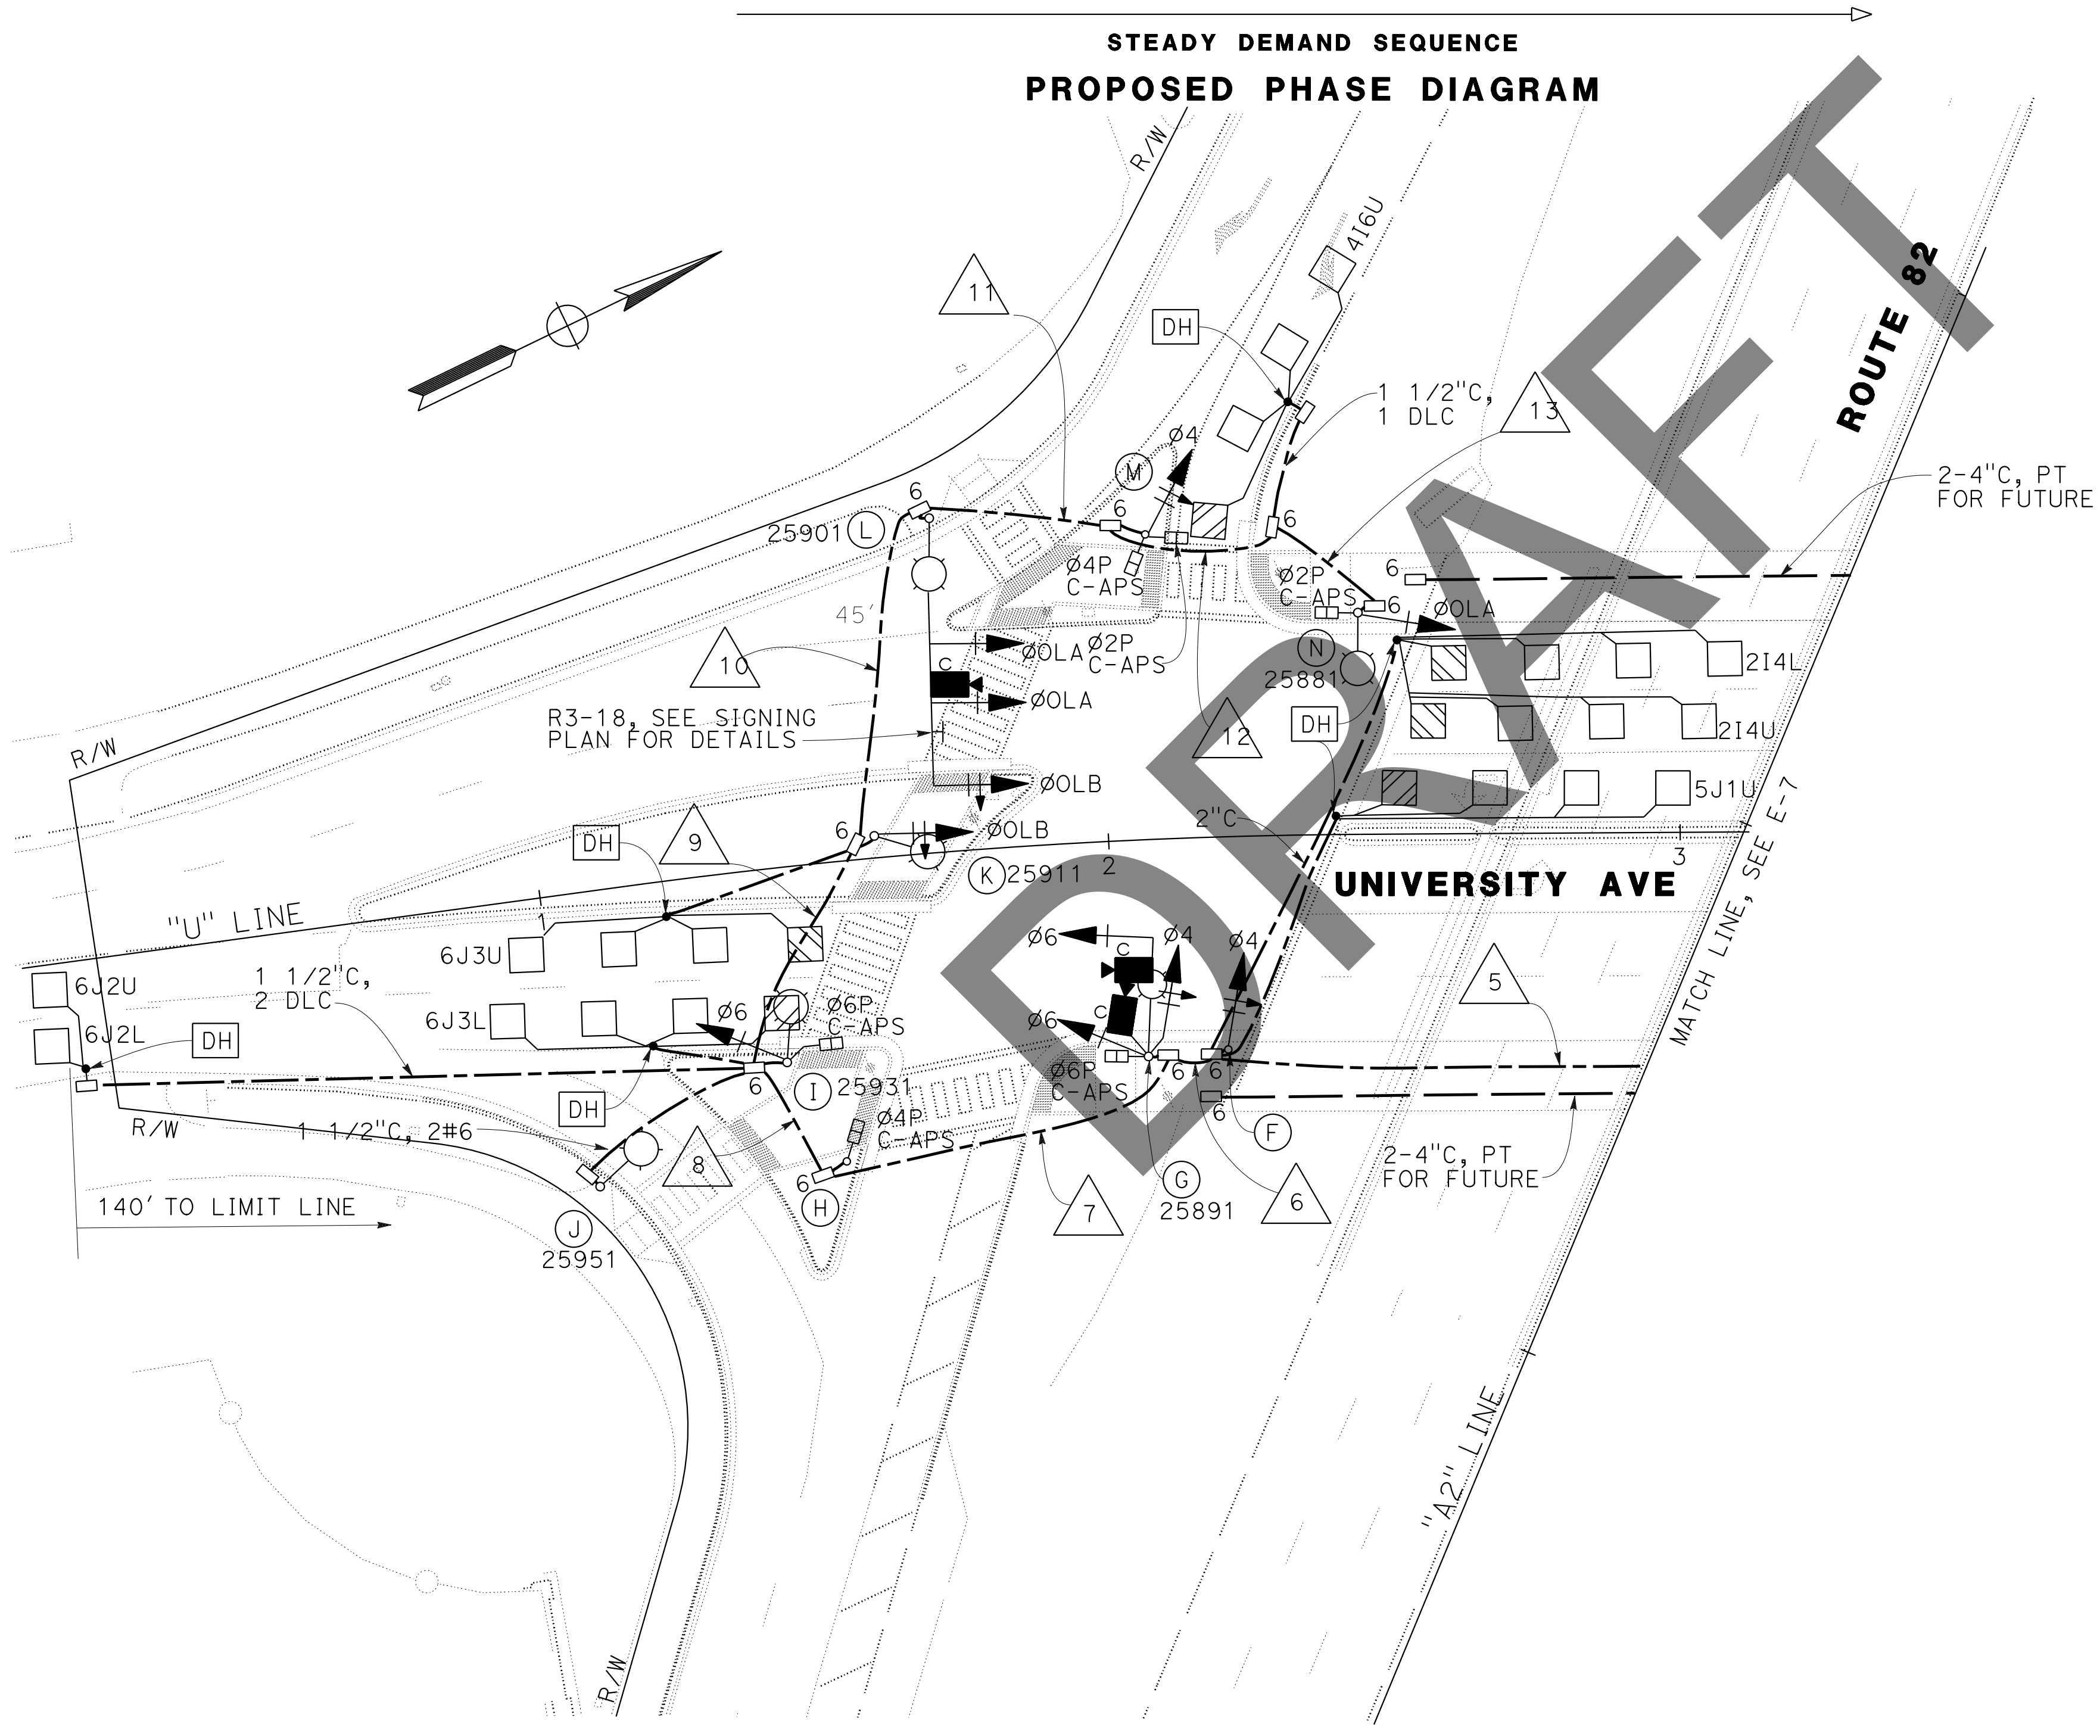 STEADY DEMAND SEQUENCE
PROPOSED PHASE DIAGRAM
R/W
4I6U
11
DH
1 1/2"C,
1 DLC
13
ROUTE 82
2-4"C, PT
FOR FUTURE
Ø4
M
6
6
6
25901 L
Ø4P
C-APS
Ø2P
C-APS
6
6
ØOLA
45'
10
ØOLA
Ø2P
C-APS
N
25881
2I4L
C
ØOLA
R3-18, SEE SIGNING
PLAN FOR DETAILS
12
DH
2I4U
R/W
ØOLB
5J1U
DH
9
6
ØOLB
2"C
2
3
K 25911
UNIVERSITY AVE
MATCH LINE, SEE E-7
"U" LINE
1
6J3U
Ø6
C
Ø4
Ø4
6J2U
1 1/2"C,
2 DLC
6J3L
Ø6
Ø6P
C-APS
Ø6
C
5
6J2L
DH
DH
6
I 25931
Ø6P
C-APS
6
6
6
R/W
1 1/2"C, 2#6
8
Ø4P
C-APS
F
2-4"C, PT
FOR FUTURE
6
H
7
G
25891
6
140' TO LIMIT LINE
J
25951
"A2" LINE
R/W
DRAFT